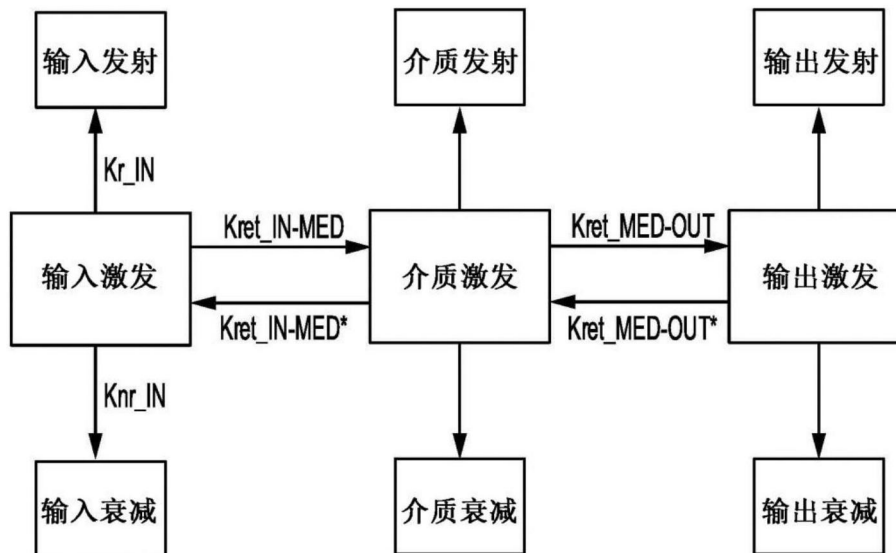 输入发射
介质发射
输出发射
Kr_IN
Kret_IN-MED
Kret_MED-OUT
输入激发
介质激发
输出激发
Kret_IN-MED*
Kret_MED-OUT*
Knr_IN
输入衰减
介质衰减
输出衰减